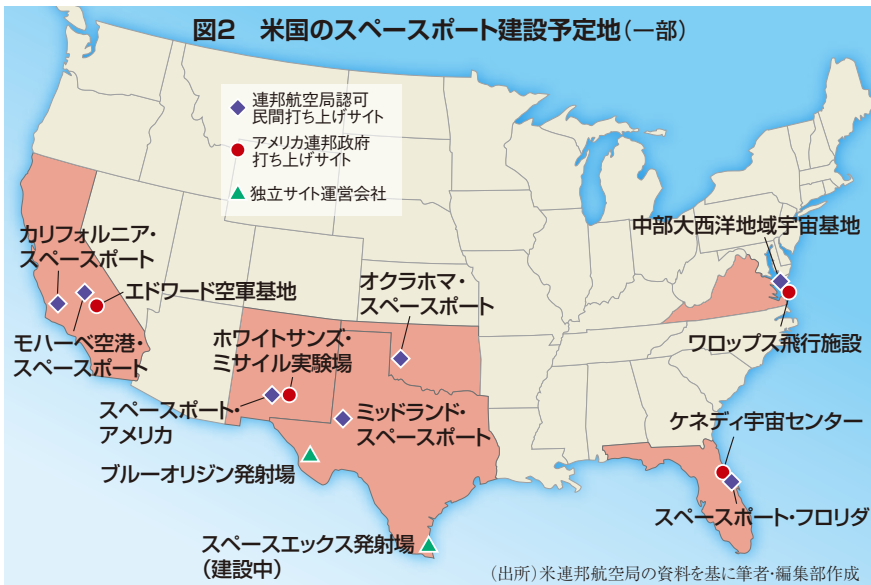 図2 米国のスペースポート建設予定地(一部)
連邦航空局認可
民間打ち上げサイト
アメリカ連邦政府
打ち上げサイト
独立サイト運営会社
カリフォルニア・
スペースポート
エドワード空軍基地
モハーベ空港・
スペースポート
ホワイトサンズ・
ミサイル実験場
スペースポート・
アメリカ
オクラホマ・
スペースポート
ミッドランド・
スペースポート
ブルーオリジン発射場
スペースエックス発射場
(建設中)
中部大西洋地域宇宙基地
ワロップス飛行施設
ケネディ宇宙センター
スペースポート・フロリダ
(出所)米連邦航空局の資料を基に筆者・編集部作成